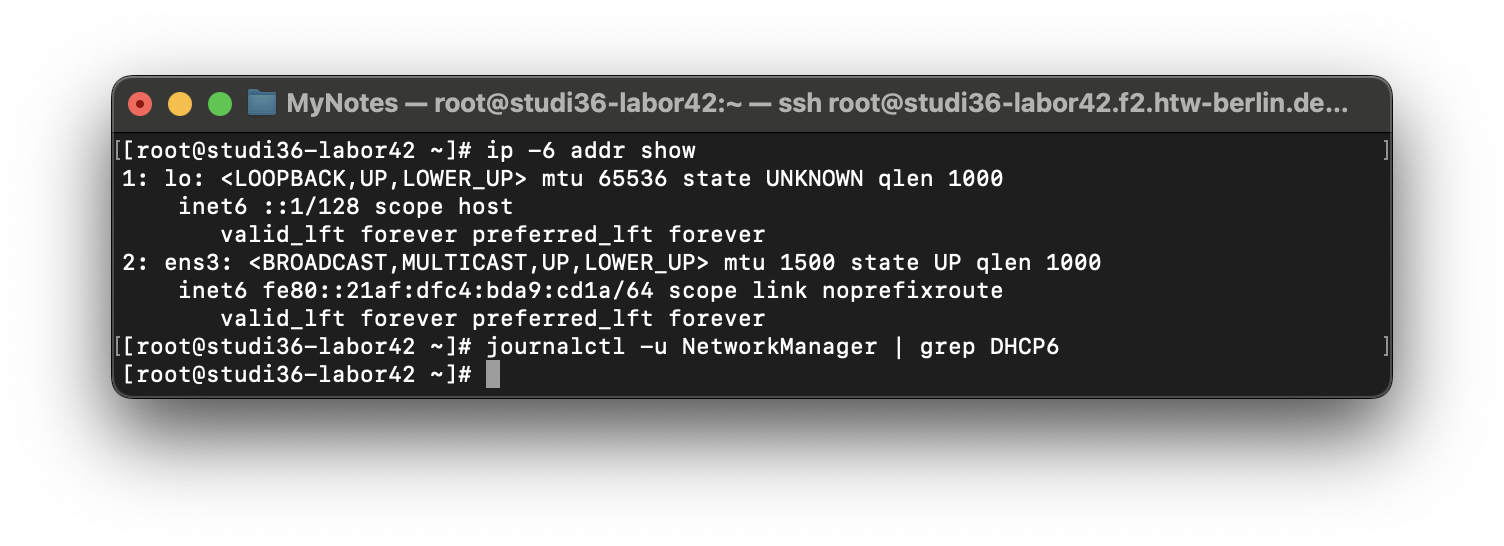 MyNotes — root@studi36-labor42:~ — ssh root@studi36-labor42.f2.htw-berlin.de...
[[root@studi36-labor42 ~]# ip -6 addr show ]
1: lo: <LOOPBACK,UP,LOWER_UP> mtu 65536 state UNKNOWN qlen 1000
    inet6 ::1/128 scope host
       valid_lft forever preferred_lft forever
2: ens3: <BROADCAST,MULTICAST,UP,LOWER_UP> mtu 1500 state UP qlen 1000
    inet6 fe80::21af:dfc4:bda9:cd1a/64 scope link noprefixroute
       valid_lft forever preferred_lft forever
[[root@studi36-labor42 ~]# journalctl -u NetworkManager | grep DHCP6 ]
[root@studi36-labor42 ~]#